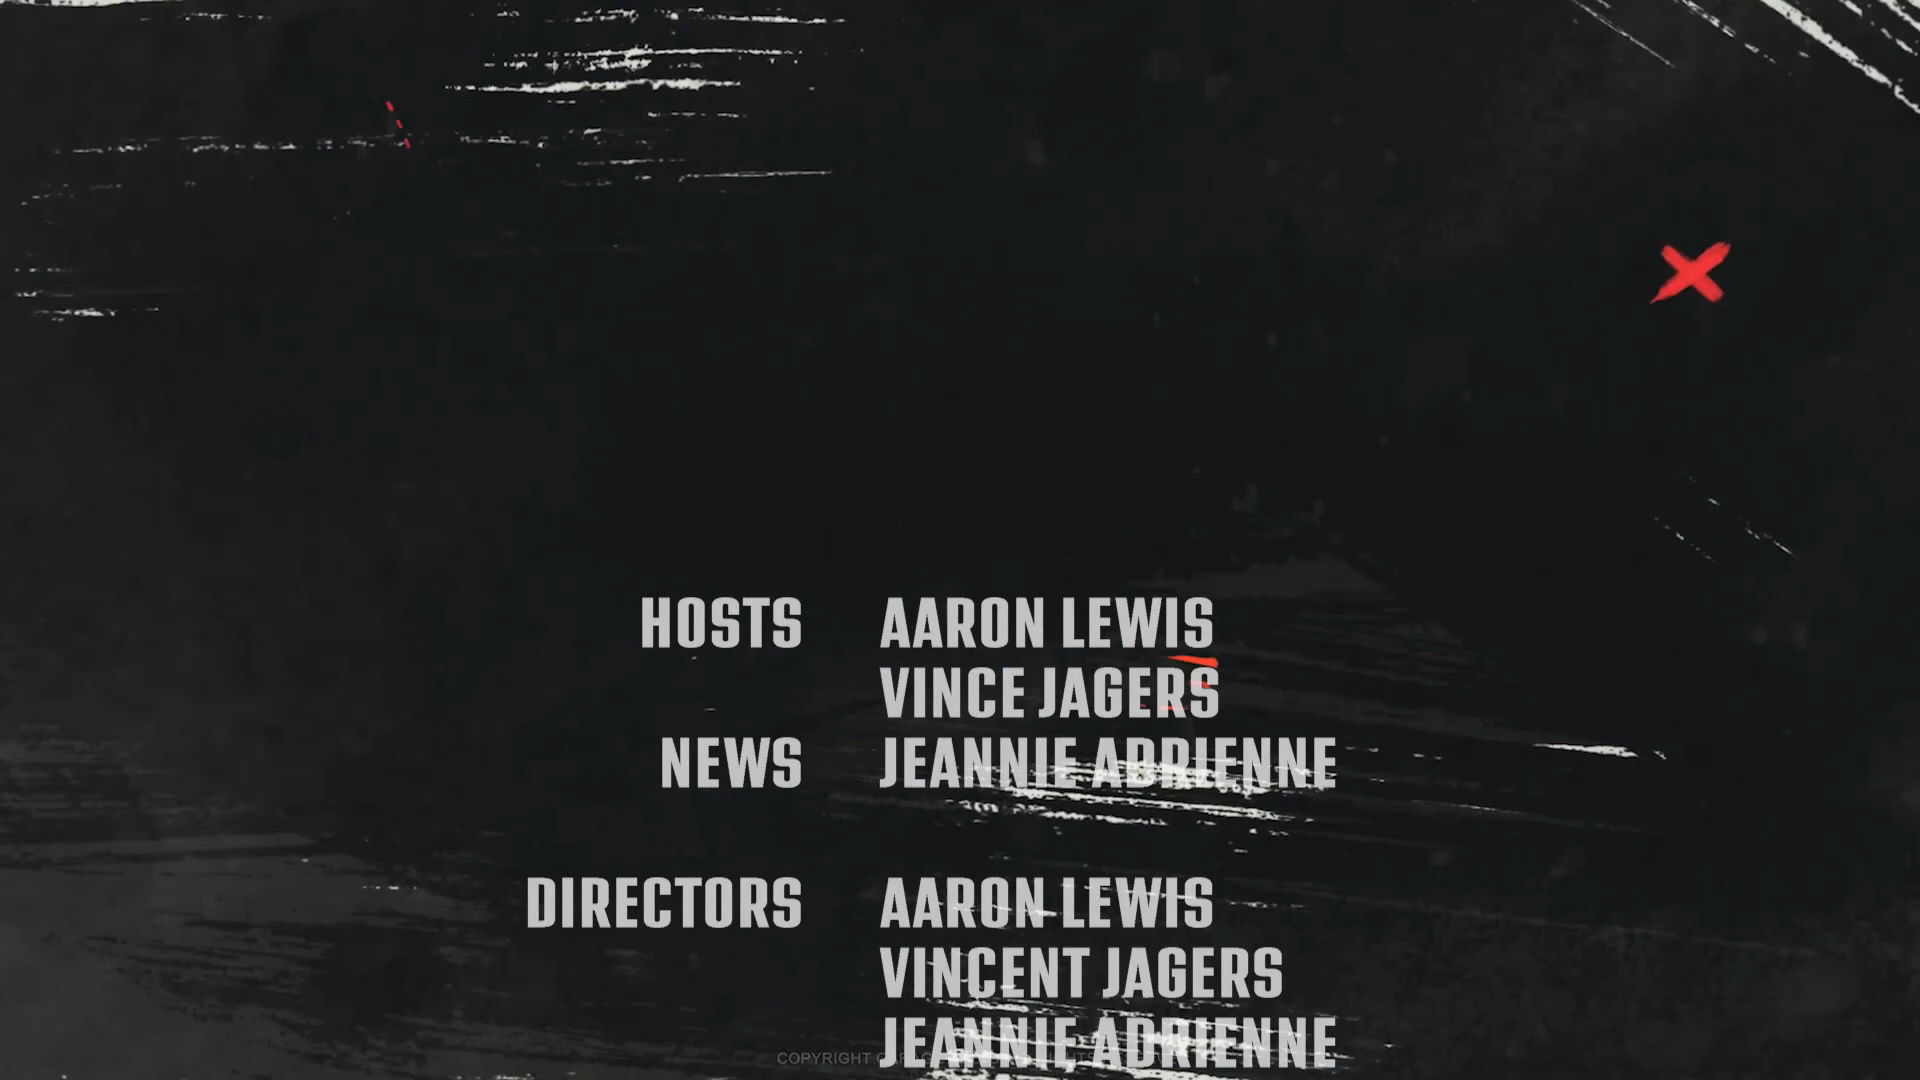 HOSTS AARON LEWIS
VINCE JAGERS
NEWS JEANNIE ADRIENNE
DIRECTORS AARON LEWIS
VINCENT JAGERS
JEANNIE ADRIENNE
COPYRIGHT